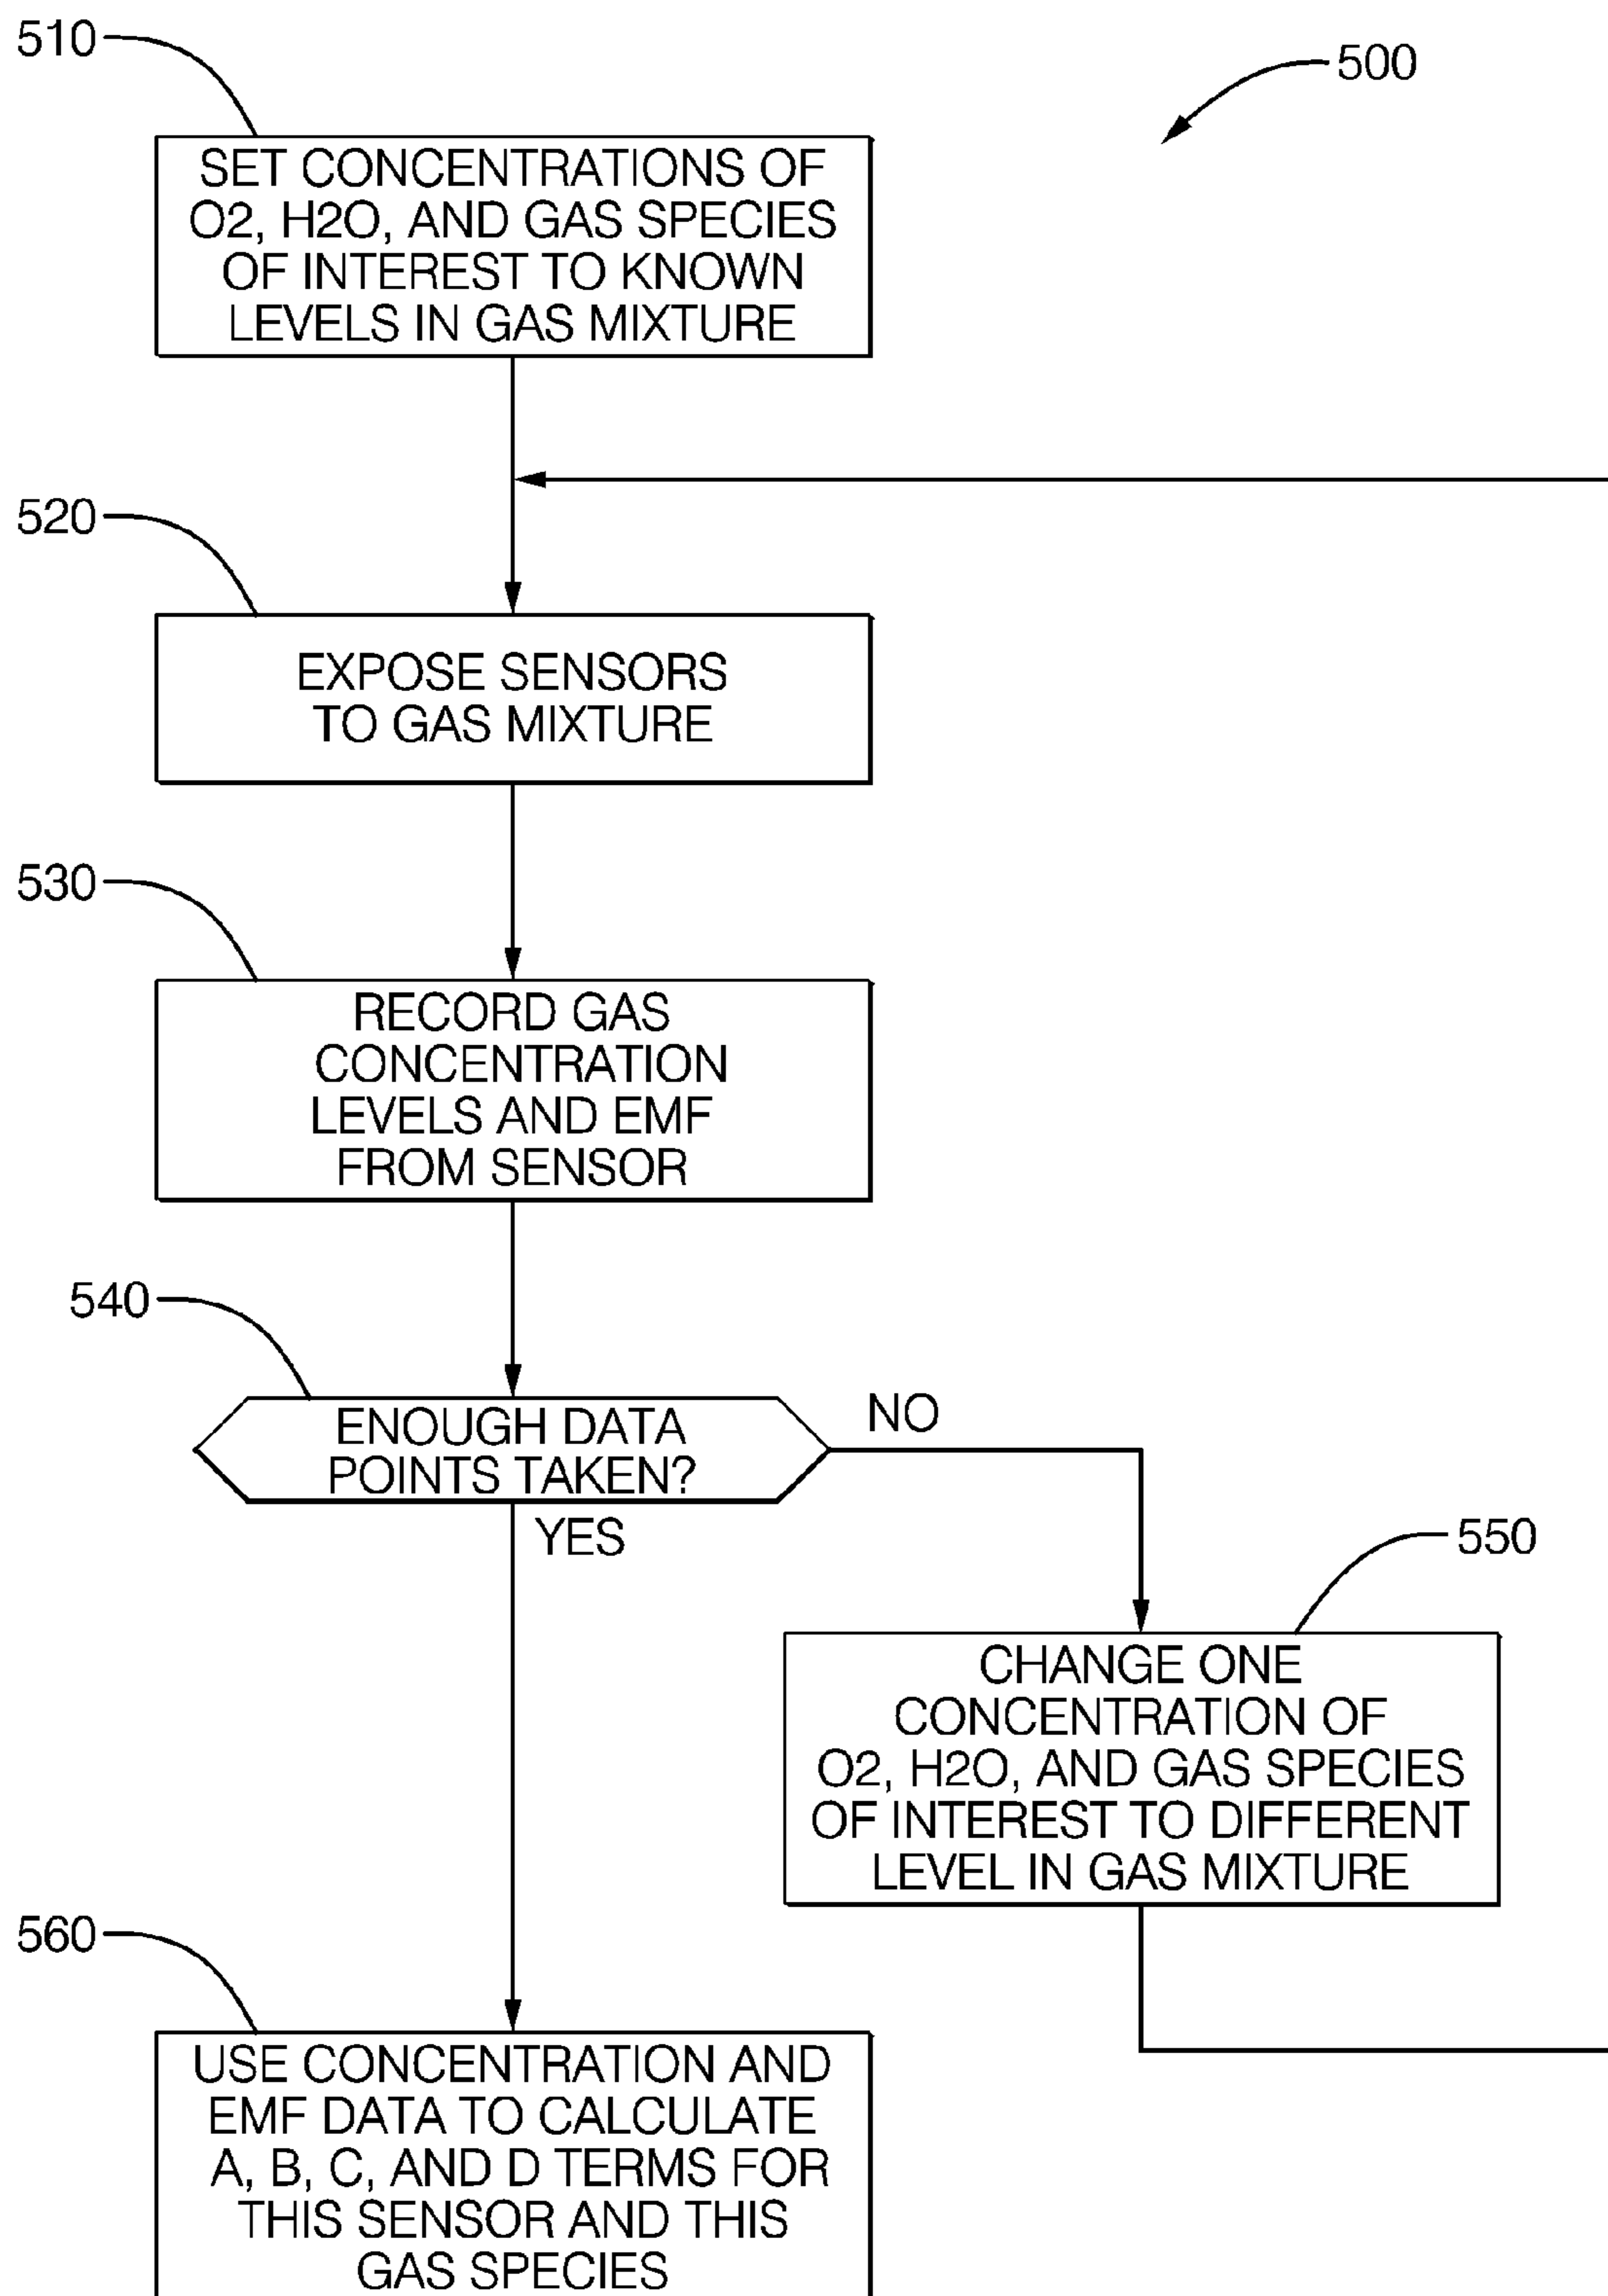 510
500
SET CONCENTRATIONS OF
O2, H2O, AND GAS SPECIES
OF INTEREST TO KNOWN
LEVELS IN GAS MIXTURE
520
EXPOSE SENSORS
TO GAS MIXTURE
530
RECORD GAS
CONCENTRATION
LEVELS AND EMF
FROM SENSOR
540
ENOUGH DATA
POINTS TAKEN?
NO
YES
550
CHANGE ONE
CONCENTRATION OF
O2, H2O, AND GAS SPECIES
OF INTEREST TO DIFFERENT
LEVEL IN GAS MIXTURE
560
USE CONCENTRATION AND
EMF DATA TO CALCULATE
A, B, C, AND D TERMS FOR
THIS SENSOR AND THIS
GAS SPECIES